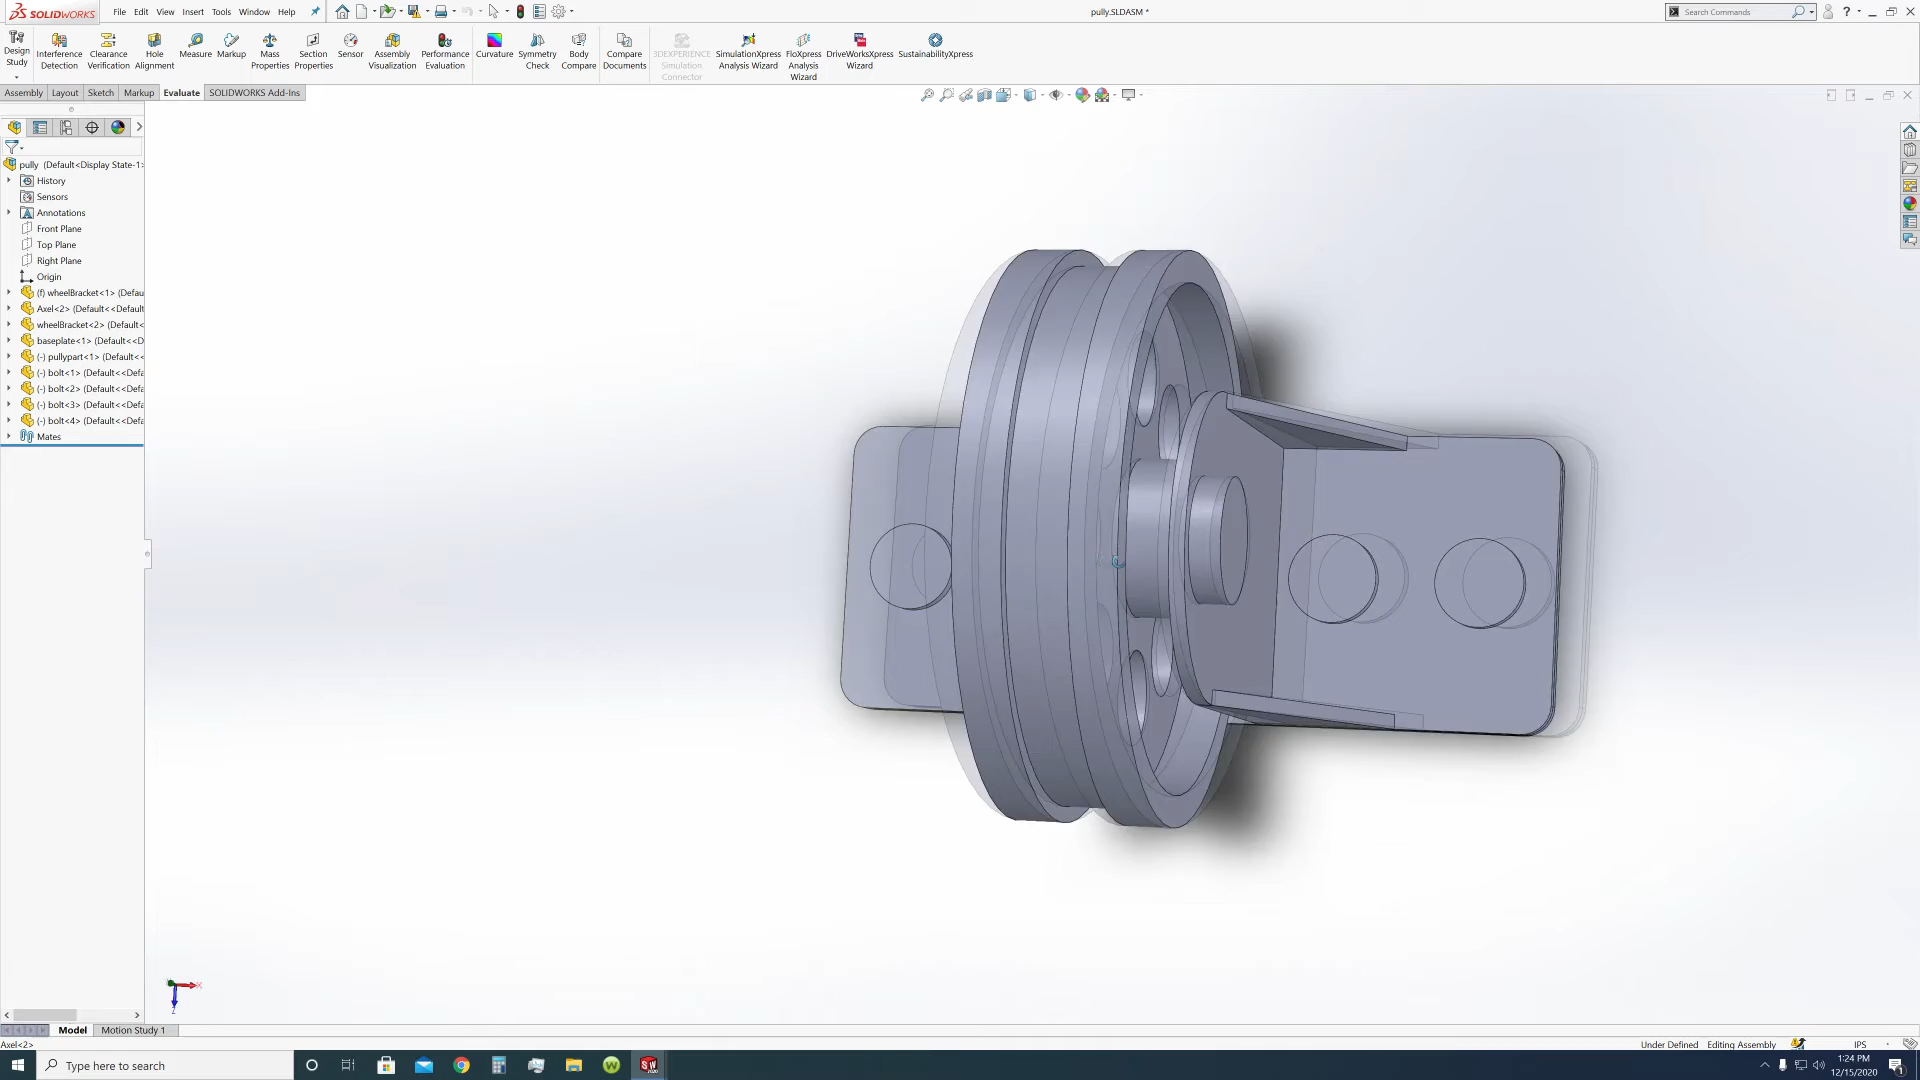 SOLIDWORKS
File Edit View Insert Tools Window Help
pully.SLDASM *
Search Commands
Design Study
Interference Detection
Clearance Verification
Hole Alignment
Measure
Markup
Mass Properties
Section Properties
Sensor
Assembly Visualization
Performance Evaluation
Curvature
Symmetry Check
Body Compare
Compare Documents
3DEXPERIENCE Simulation Connector
SimulationXpress Analysis Wizard
FloXpress Analysis Wizard
DriveWorksXpress Wizard
SustainabilityXpress
Assembly Layout Sketch Markup Evaluate SOLIDWORKS Add-Ins
pully (Default<Display State-1>
History
Sensors
Annotations
Front Plane
Top Plane
Right Plane
Origin
(f) wheelBracket<1> (Defau
Axel<2> (Default<<Default
wheelBracket<2> (Default<
baseplate<1> (Default<<D
(-) pullypart<1> (Default<<
(-) bolt<1> (Default<<Defa
(-) bolt<2> (Default<<Defa
(-) bolt<3> (Default<<Defa
(-) bolt<4> (Default<<Defa
Mates
X
Z
Model Motion Study 1
Axel<2>
Under Defined Editing Assembly IPS
Type here to search
1:24 PM
12/15/2020